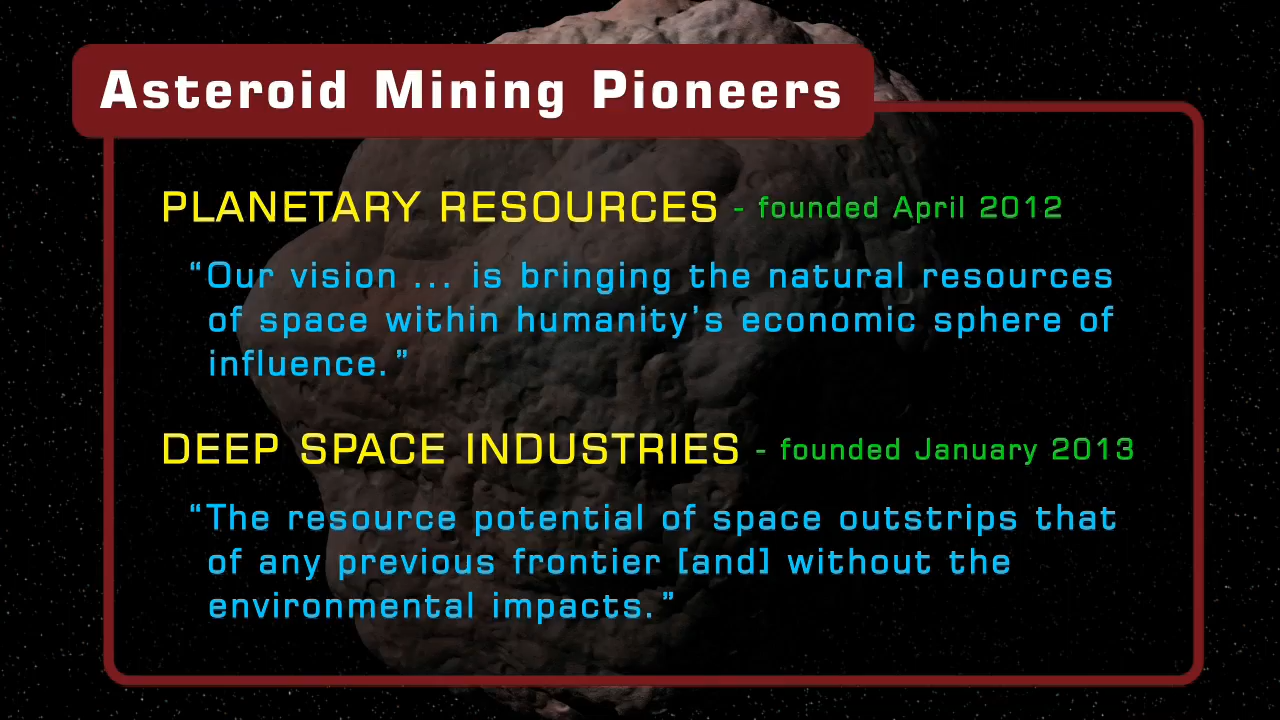 Asteroid Mining Pioneers
PLANETARY RESOURCES - founded April 2012
“Our vision ... is bringing the natural resources
of space within humanity’s economic sphere of
influence.”
DEEP SPACE INDUSTRIES - founded January 2013
“The resource potential of space outstrips that
of any previous frontier [and] without the
environmental impacts.”